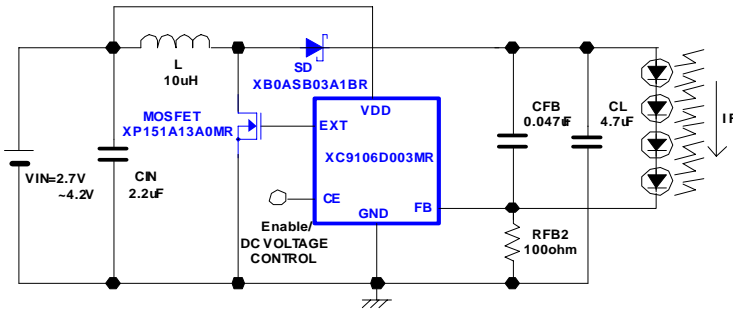 L
10uH
SD
XB0ASB03A1BR
MOSFET
XP151A13A0MR
VDD
EXT
XC9106D003MR
CE
GND
FB
Enable/
DC VOLTAGE
CONTROL
VIN=2.7V
~4.2V
CIN
2.2uF
CFB
0.047uF
CL
4.7uF
IF
RFB2
100ohm